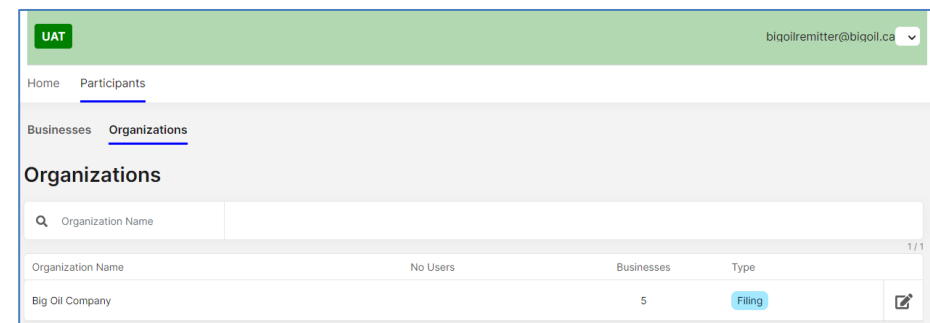 UAT bigoilremitter@bigoil.ca
Home Participants
Businesses Organizations
Organizations
Organization Name
1 / 1
Organization Name No Users Businesses Type
Big Oil Company 5 Filing